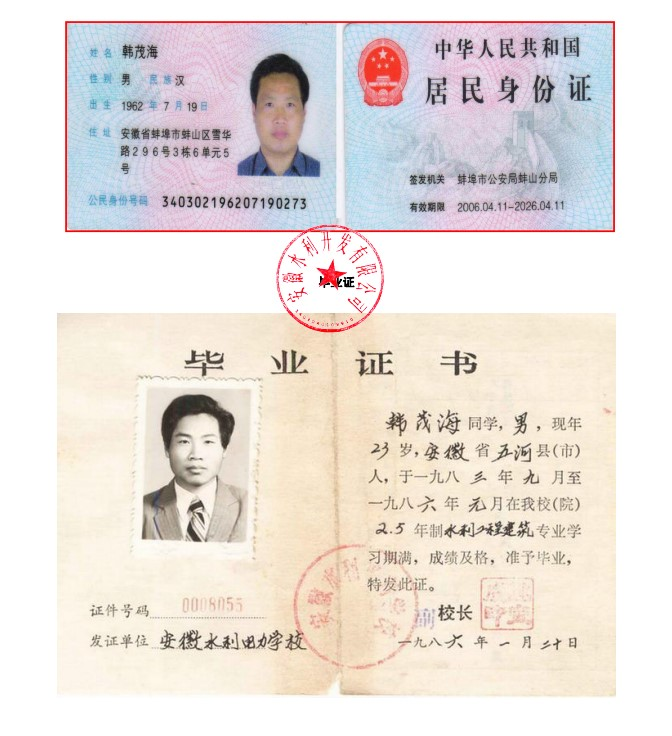 姓名 韩茂海
性别 男 民族 汉
出生 1962 年 7 月 19 日
住址 安徽省蚌埠市蚌山区雪华
路296号3栋6单元5
号
公民身份号码 340302196207190273
中华人民共和国
居民身份证
签发机关 蚌埠市公安局蚌山分局
有效期限 2006.04.11-2026.04.11
安徽水利开发有限公司
毕业证
毕业证书
韩茂海同学,男,现年
23岁,安徽省五河县(市)
人,于一九八三年九月至
一九八六年元月在我校(院)
2.5年制水利工程建筑专业学
习期满,成绩及格,准予毕业,
特发此证。
副校长
一九八六年一月二十日
证件号码 0008055
发证单位 安徽水利电力学校